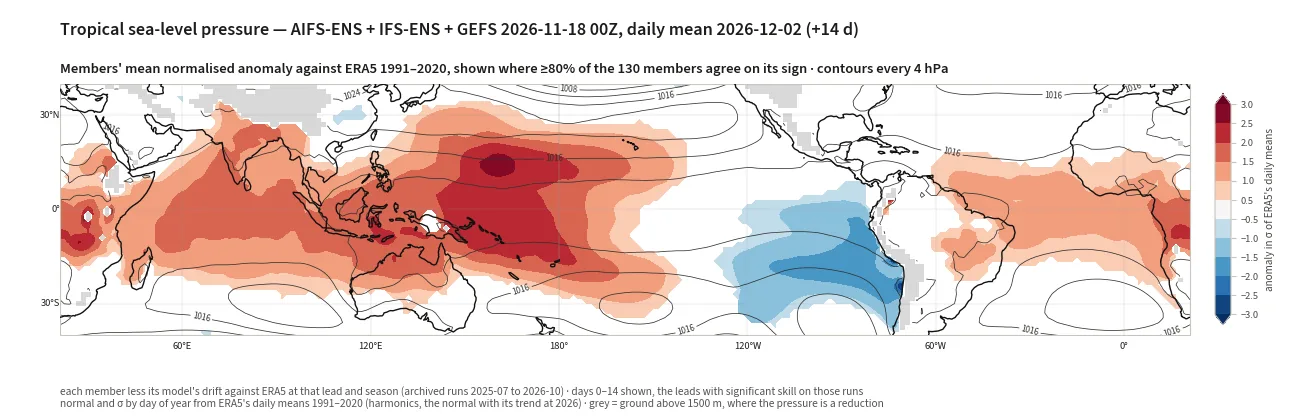 Tropical sea-level pressure — AIFS-ENS + IFS-ENS + GEFS 2026-11-18 00Z, daily mean 2026-12-02 (+14 d)
Members' mean normalised anomaly against ERA5 1991–2020, shown where ≥80% of the 130 members agree on its sign · contours every 4 hPa
1024
1008
1016
1016
1016
1016
1016
1016
1016
1016
1016
1016
1016
1016
30°N
0°
30°S
60°E
120°E
180°
120°W
60°W
0°
3.0
2.5
2.0
1.5
1.0
0.5
−0.5
−1.0
−1.5
−2.0
−2.5
−3.0
anomaly in σ of ERA5's daily means
each member less its model's drift against ERA5 at that lead and season (archived runs 2025-07 to 2026-10) · days 0–14 shown, the leads with significant skill on those runs
normal and σ by day of year from ERA5's daily means 1991–2020 (harmonics, the normal with its trend at 2026) · grey = ground above 1500 m, where the pressure is a reduction